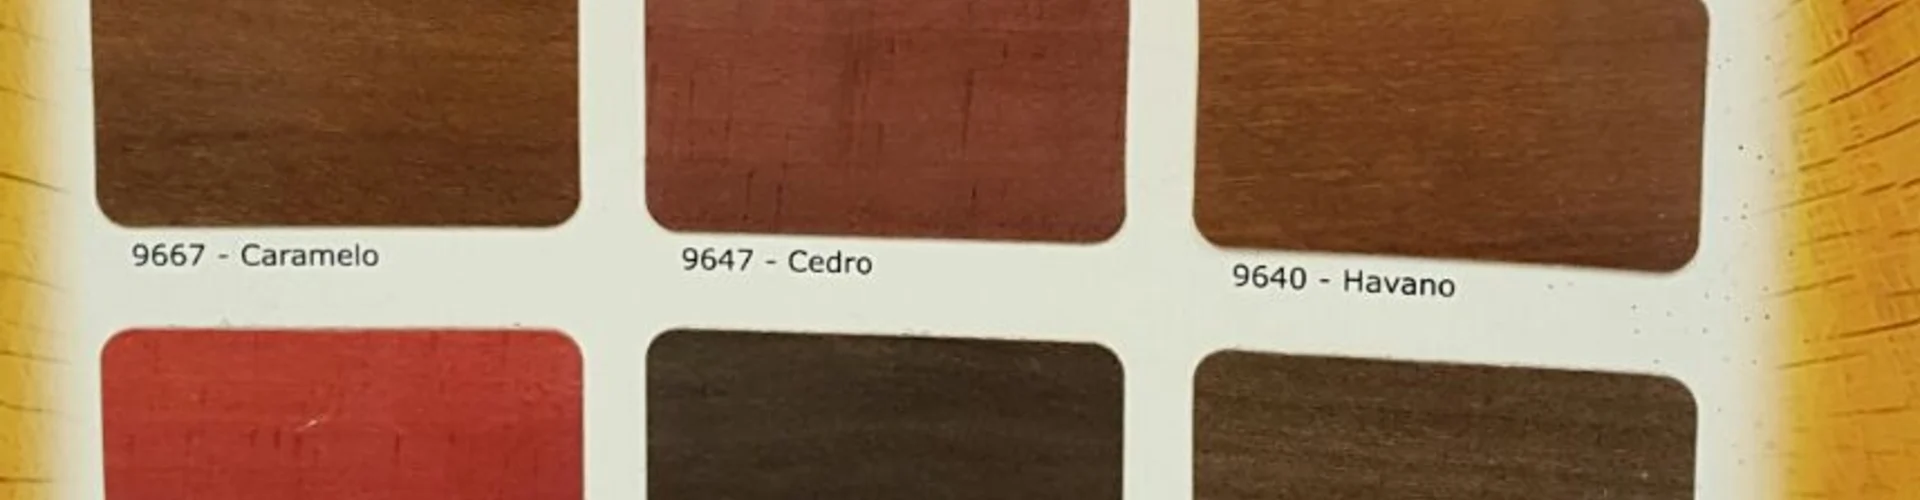 9667 - Caramelo
9647 - Cedro
9640 - Havano